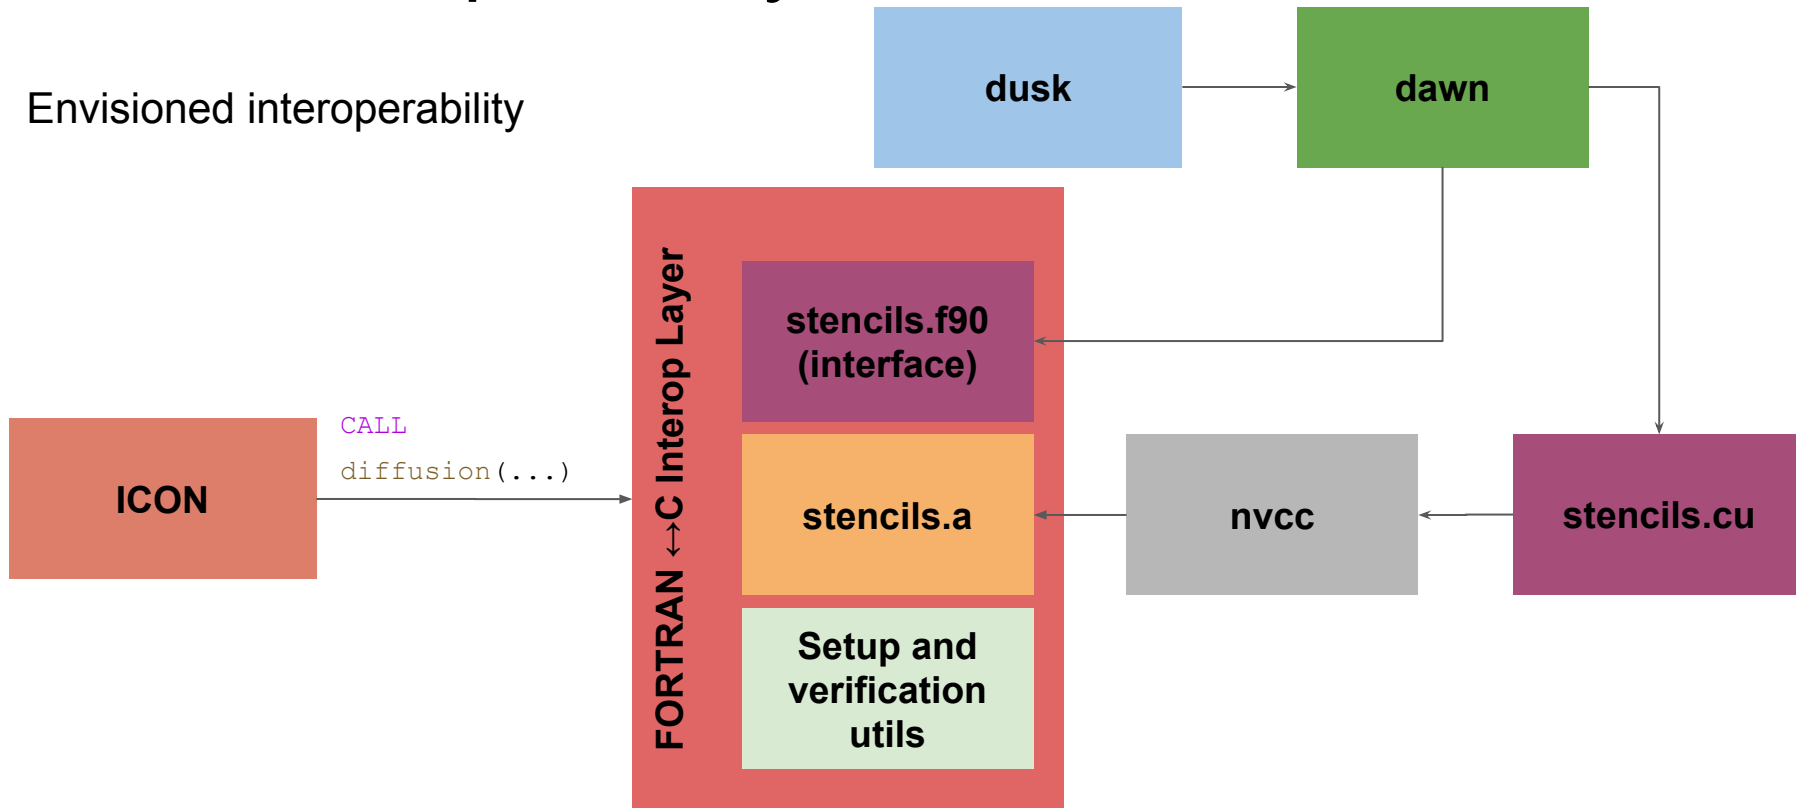 Envisioned interoperability
dusk
dawn
FORTRAN ↔C Interop Layer
stencils.f90
(interface)
CALL
diffusion(...)
ICON
stencils.a
nvcc
stencils.cu
Setup and
verification
utils